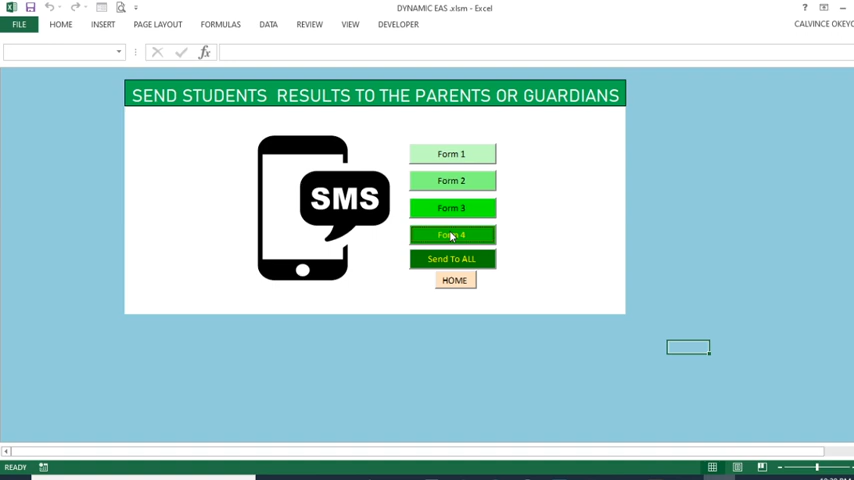 DYNAMIC EAS .xlsm - Excel
?
FILE HOME INSERT PAGE LAYOUT FORMULAS DATA REVIEW VIEW DEVELOPER
CALVINCE OKEYO
fx
SEND STUDENTS RESULTS TO THE PARENTS OR GUARDIANS
Form 1
Form 2
SMS
Form 3
Form 4
Send To ALL
HOME
READY